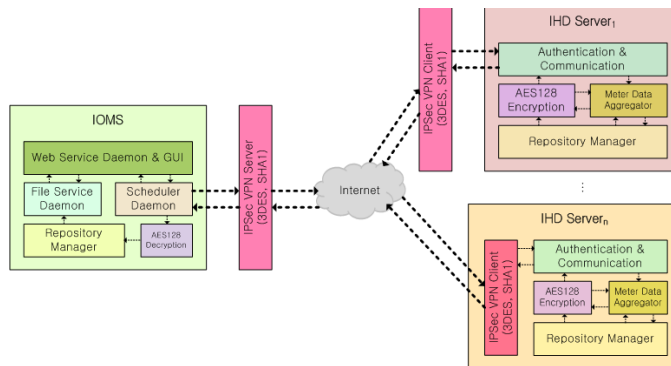 IOMS
Web Service Daemon & GUI
File Service
Daemon
Scheduler
Daemon
Repository
Manager
AES128
Decryption
IPSec VPN Server
(3DES, SHA1)
Internet
IPSec VPN Client
(3DES, SHA1)
IHD Server₁
Authentication &
Communication
AES128
Encryption
Meter Data
Aggregator
Repository Manager
⋮
IPSec VPN Client
(3DES, SHA1)
IHD Serverₙ
Authentication &
Communication
AES128
Encryption
Meter Data
Aggregator
Repository Manager